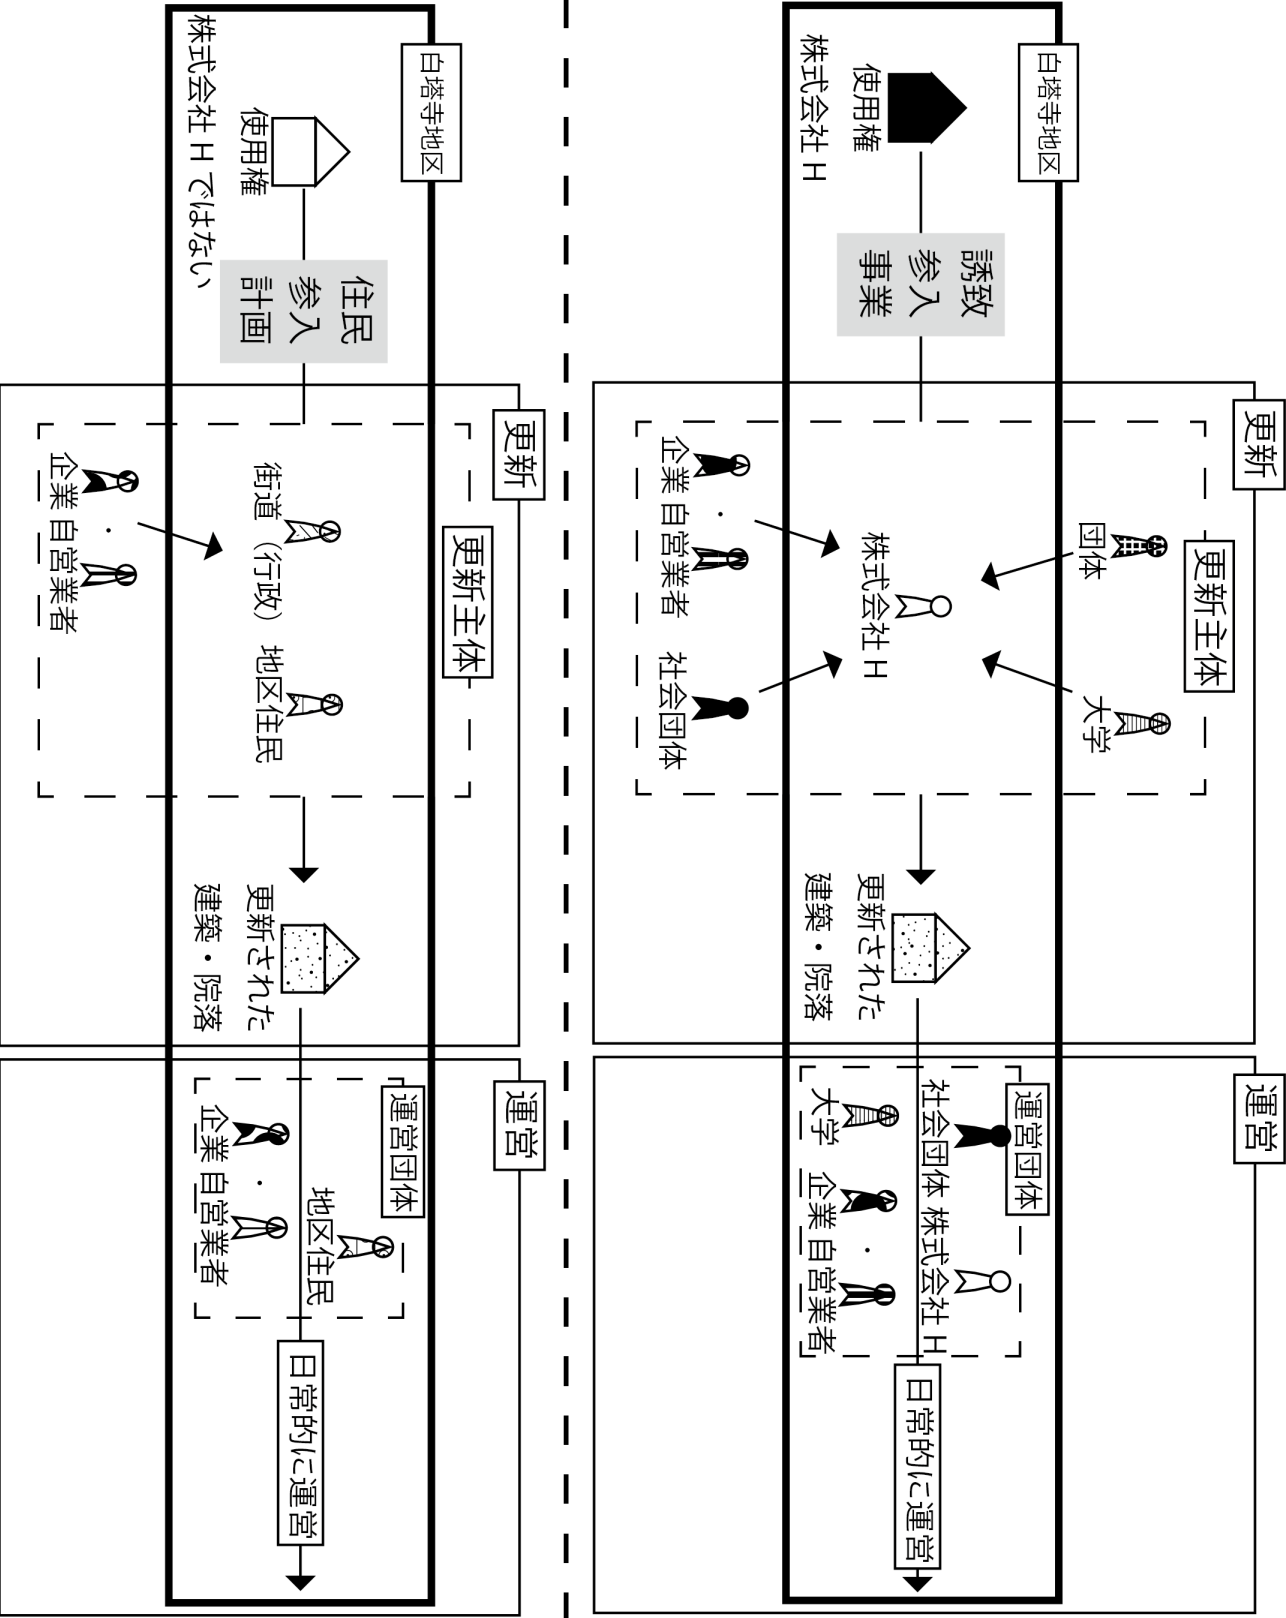 白塔寺地区
使用権
株式会社 H
誘致
参入
事業
更新
更新主体
団体
大学
株式会社 H
企業
・
自営業者
社会団体
更新された
建築・院落
運営
運営団体
社会団体
株式会社 H
大学
企業
・
自営業者
日常的に運営
白塔寺地区
使用権
株式会社 H ではない
住民
参入
計画
更新
更新主体
街道（行政）
地区住民
企業
・
自営業者
更新された
建築・院落
運営
運営団体
地区住民
企業
・
自営業者
日常的に運営